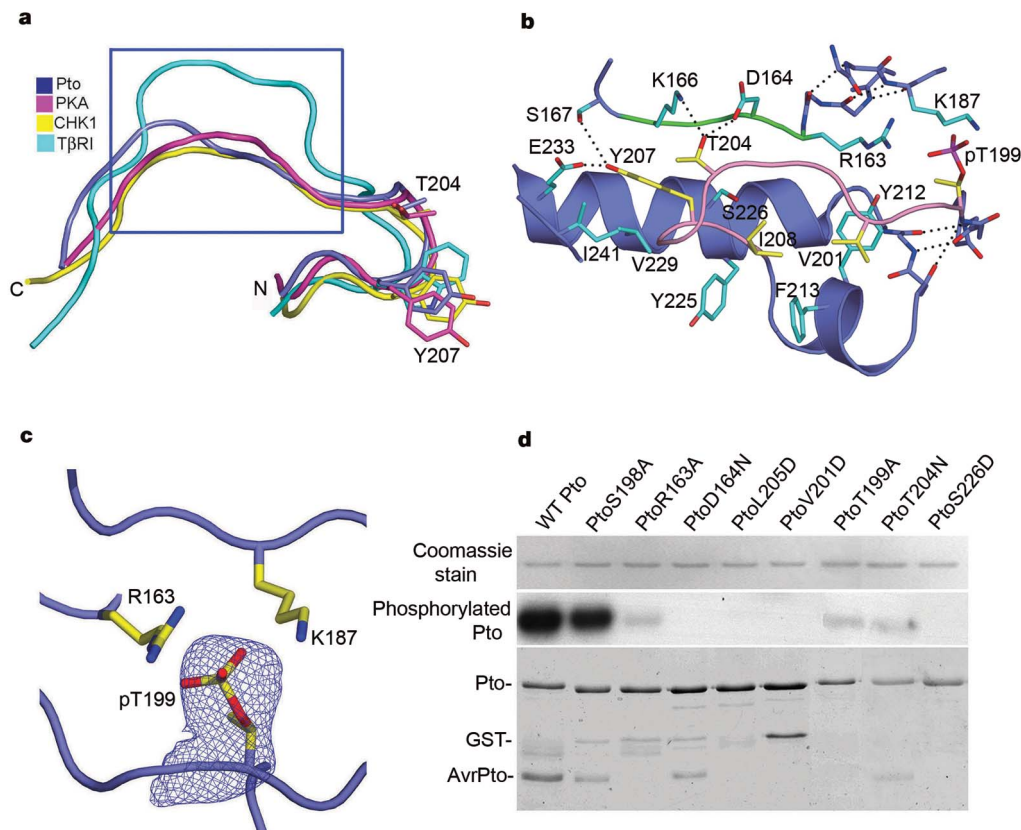 a
Pto
PKA
CHK1
TβRI
T204
C
N
Y207
b
D164
K166
K187
S167
T204
E233
Y207
R163
pT199
Y212
S226
I208
I241
V229
V201
Y225
F213
c
R163
K187
pT199
d
WT Pto
PtoS198A
PtoR163A
PtoD164N
PtoL205D
PtoV201D
PtoT199A
PtoT204N
PtoS226D
Coomassie
stain
Phosphorylated
Pto
Pto-
GST-
AvrPto-